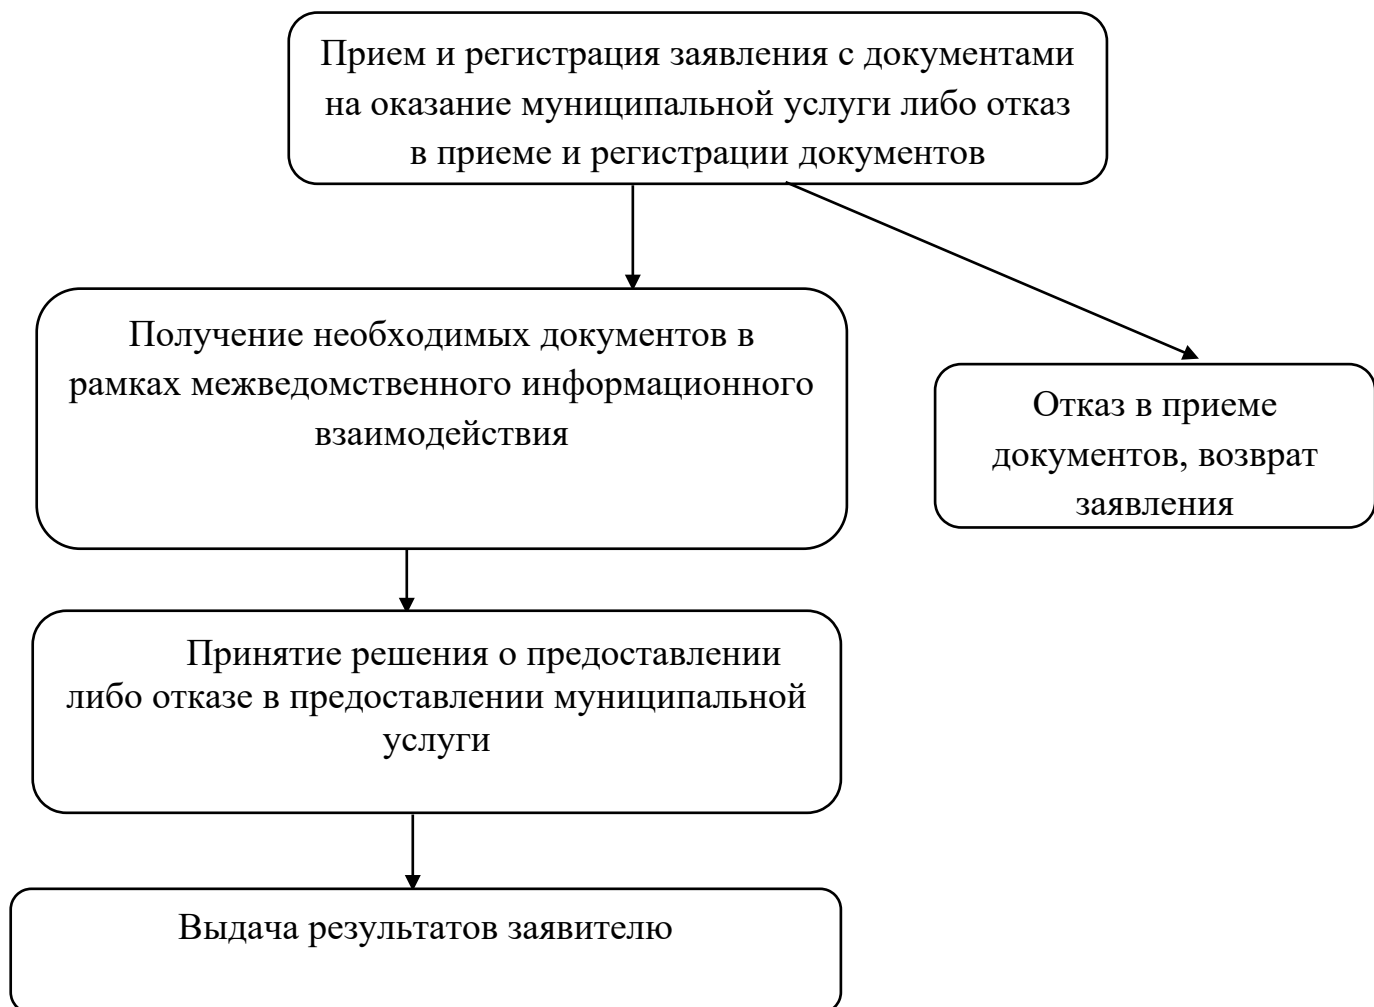 Прием и регистрация заявления с документами
на оказание муниципальной услуги либо отказ
в приеме и регистрации документов
Получение необходимых документов в
рамках межведомственного информационного
взаимодействия
Отказ в приеме
документов, возврат
заявления
Принятие решения о предоставлении
либо отказе в предоставлении муниципальной
услуги
Выдача результатов заявителю